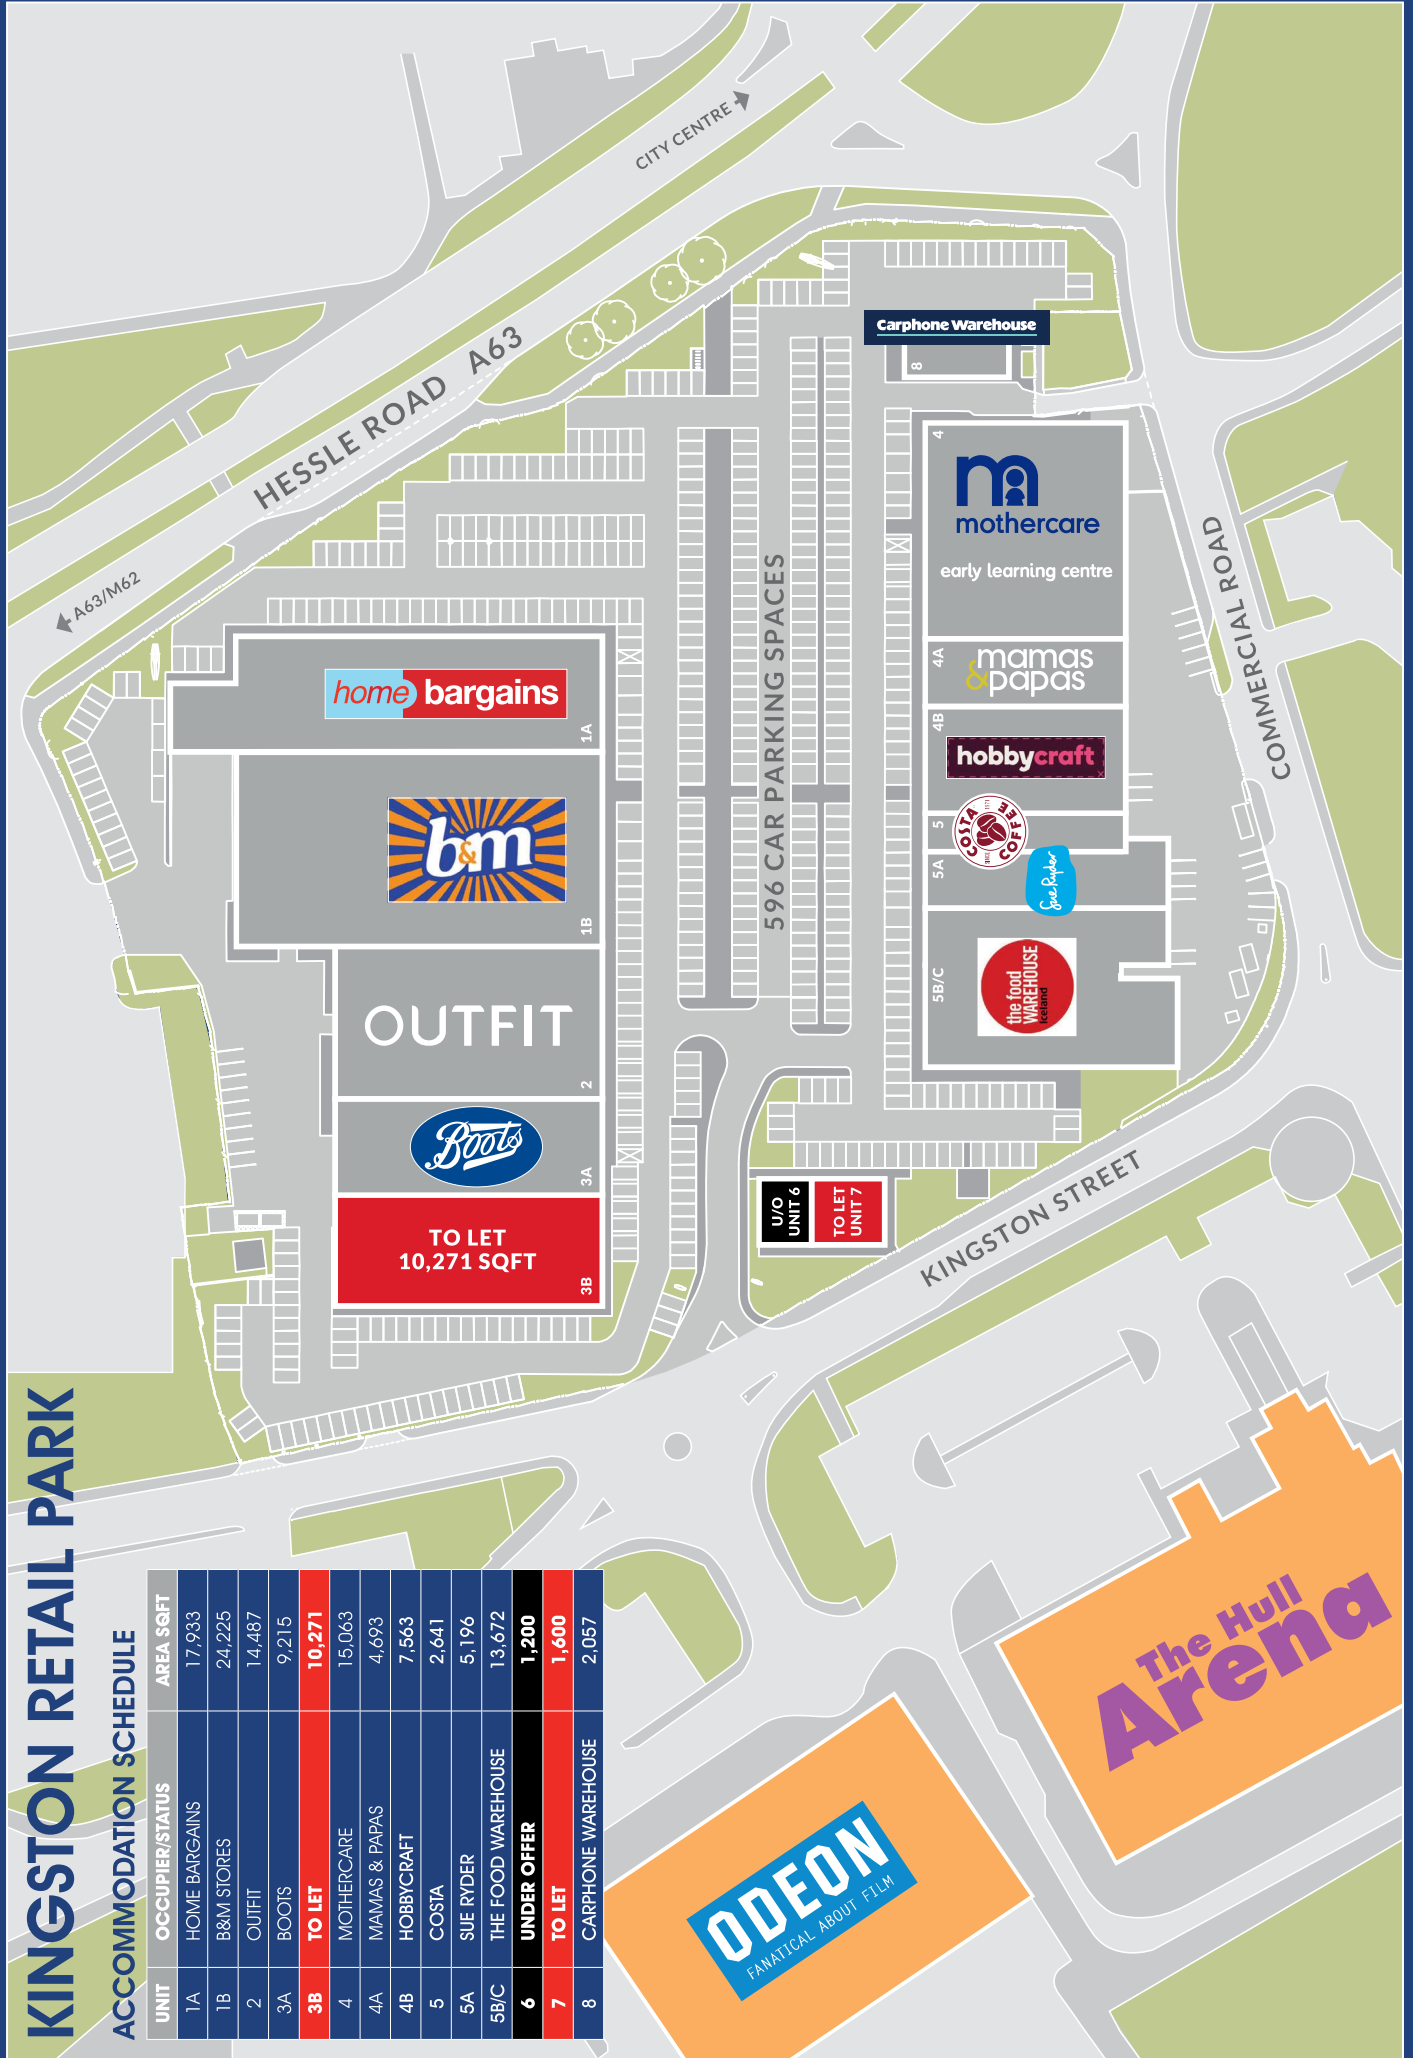 KINGSTON RETAIL PARK
ACCOMMODATION SCHEDULE
UNIT OCCUPIER/STATUS AREA SQFT
1A HOME BARGAINS 17,933
1B B&M STORES 24,225
2 OUTFIT 14,487
3A BOOTS 9,215
3B TO LET 10,271
4 MOTHERCARE 15,063
4A MAMAS & PAPAS 4,693
4B HOBBYCRAFT 7,563
5 COSTA 2,641
5A SUE RYDER 5,196
5B/C THE FOOD WAREHOUSE 13,672
6 UNDER OFFER 1,200
7 TO LET 1,600
8 CARPHONE WAREHOUSE 2,057
CITY CENTRE
HESSLE ROAD A63
A63/M62
home bargains
1A
b&m
1B
OUTFIT
2
Boots
3A
TO LET
10,271 SQFT
3B
596 CAR PARKING SPACES
Carphone Warehouse
8
4
mothercare
early learning centre
4A
mamas
&papas
4B
hobbycraft
5
COSTA
COFFEE
SINCE 1971
5A
Sue Ryder
5B/C
the food
WAREHOUSE
Iceland
U/O
UNIT 6
TO LET
UNIT 7
COMMERCIAL ROAD
KINGSTON STREET
The Hull
Arena
ODEON
FANATICAL ABOUT FILM